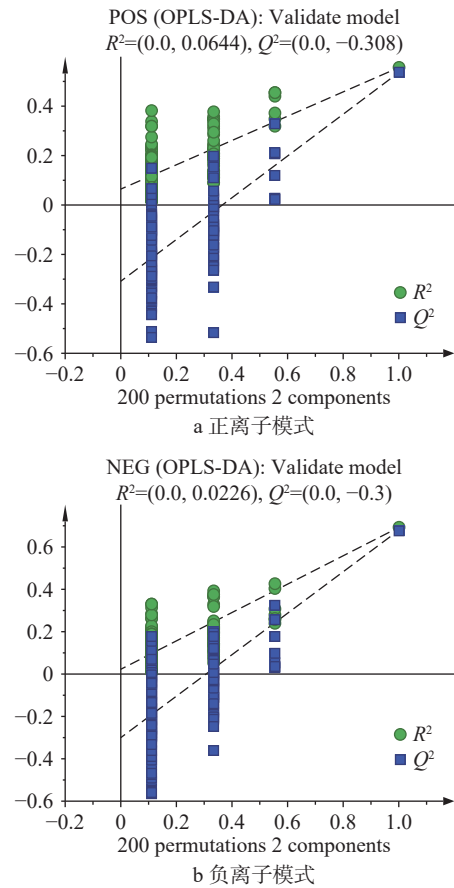 POS (OPLS-DA): Validate model
R²=(0.0, 0.0644), Q²=(0.0, −0.308)
0.4
0.2
0
−0.2
−0.4
−0.6
R²
Q²
−0.2 0 0.2 0.4 0.6 0.8 1.0
200 permutations 2 components
a 正离子模式
NEG (OPLS-DA): Validate model
R²=(0.0, 0.0226), Q²=(0.0, −0.3)
0.6
0.4
0.2
0
−0.2
−0.4
−0.6
R²
Q²
−0.2 0 0.2 0.4 0.6 0.8 1.0
200 permutations 2 components
b 负离子模式